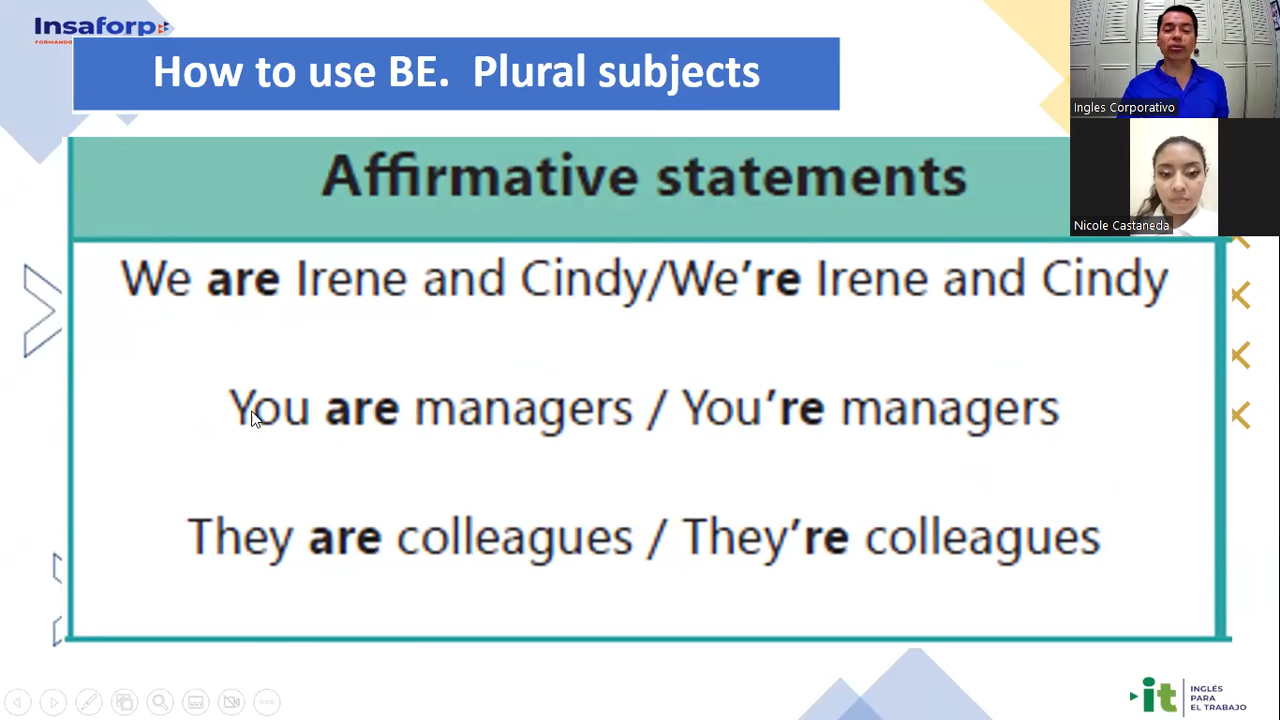 Insaforp
How to use BE. Plural subjects
Ingles Corporativo
Nicole Castaneda
Affirmative statements
We are Irene and Cindy/We’re Irene and Cindy
You are managers / You’re managers
They are colleagues / They’re colleagues
it
INGLÉS
PARA
EL TRABAJO